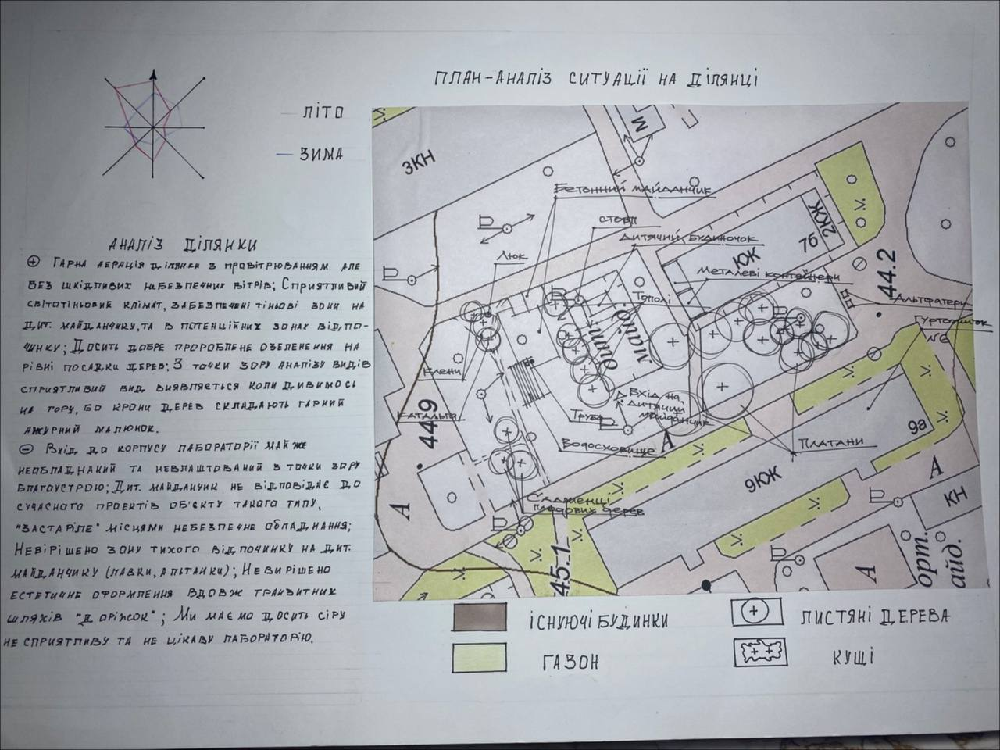 ПЛАН-АНАЛІЗ СИТУАЦІЇ НА ДІЛЯНЦІ
ЛІТО
ЗИМА
АНАЛІЗ ДІЛЯНКИ
⊕ ГАРНА АЕРАЦІЯ ДІЛЯНКИ З ПРОВІТРЮВАННЯМ АЛЕ
БЕЗ ШКІДЛИВИХ НЕБЕЗПЕЧНИХ ВІТРІВ; СПРИЯТЛИВИЙ
СВІТОТІНЬОВИЙ КЛІМАТ, ЗАБЕЗПЕЧЕНІ ТІНЬОВІ ЗОНИ НА
ДИТ. МАЙДАНЧИКУ, ТА В ПОТЕНЦІЙНИХ ЗОНАХ ВІДПО-
ЧИНКУ; ДОСИТЬ ДОБРЕ ПРОРОБЛЕНЕ ОЗЕЛЕНЕННЯ НА
РІВНІ ПОСАДКИ ДЕРЕВ; З ТОЧКИ ЗОРУ АНАЛІЗУ ВИДІВ
СПРИЯТЛИВИЙ ВИД ВИЯВЛЯЄТЬСЯ КОЛИ ДИВИМОСЬ
НА ГОРУ, БО КРОНИ ДЕРЕВ СКЛАДАЮТЬ ГАРНИЙ
АЖУРНИЙ МАЛЮНОК.
⊖ ВХІД ДО КОРПУСУ ЛАБОРАТОРІЇ МАЙЖЕ
НЕОБЛАДНАНИЙ ТА НЕВЛАШТОВАНИЙ З ТОЧКИ ЗОРУ
БЛАГОУСТРОЮ; ДИТ. МАЙДАНЧИК НЕ ВІДПОВІДАЄ ДО
СУЧАСНОГО ПРОЕКТІВ ОБ'ЄКТУ ТАКОГО ТИПУ,
"ЗАСТАРІЛЕ" МІСЦЯМИ НЕБЕЗПЕЧНЕ ОБЛАДНАННЯ;
НЕВІРІШЕНО ЗОНУ ТИХОГО ВІДПОЧИНКУ НА ДИТ.
МАЙДАНЧИКУ (ЛАВКИ, АЛЬТАНКИ); НЕВИРІШЕНО
ЕСТЕТИЧНЕ ОФОРМЛЕННЯ ВДОВЖ ТРАНЗИТНИХ
ШЛЯХІВ "ДОРІЖОК"; МИ МАЄМО ДОСИТЬ СІРУ
НЕ СПРИЯТЛИВУ ТА НЕ ЦІКАВУ ЛАБОРАТОРІЮ.
М
3КН
БЕТОННИЙ МАЙДАНЧИК
СТОВП
ДИТЯЧИЙ БУДИНОЧОК
ЛЮК
2КЖ
7б
ЮЖ
44.2
МЕТАЛЕВІ КОНТЕЙНЕРИ
ТОПОЛІ
АЛЬТФАТЕРИ
ГУРТОЖИТОК
№6
дит.
майд
КЛЕНИ
КАТАЛЬПА
44.9
ТРУБА
ВХІД НА
ДИТЯЧИЙ
МАЙДАНЧИК
ВОДОСХОВИЩЕ
А
ПЛАТАНИ
9а
9КЖ
А
КН
САДЖЕНЦІ
ПЛОДОВИХ ДЕРЕВ
А
45.1
А
орт.
айд.
ІСНУЮЧІ БУДИНКИ
ЛИСТЯНІ ДЕРЕВА
ГАЗОН
КУЩІ